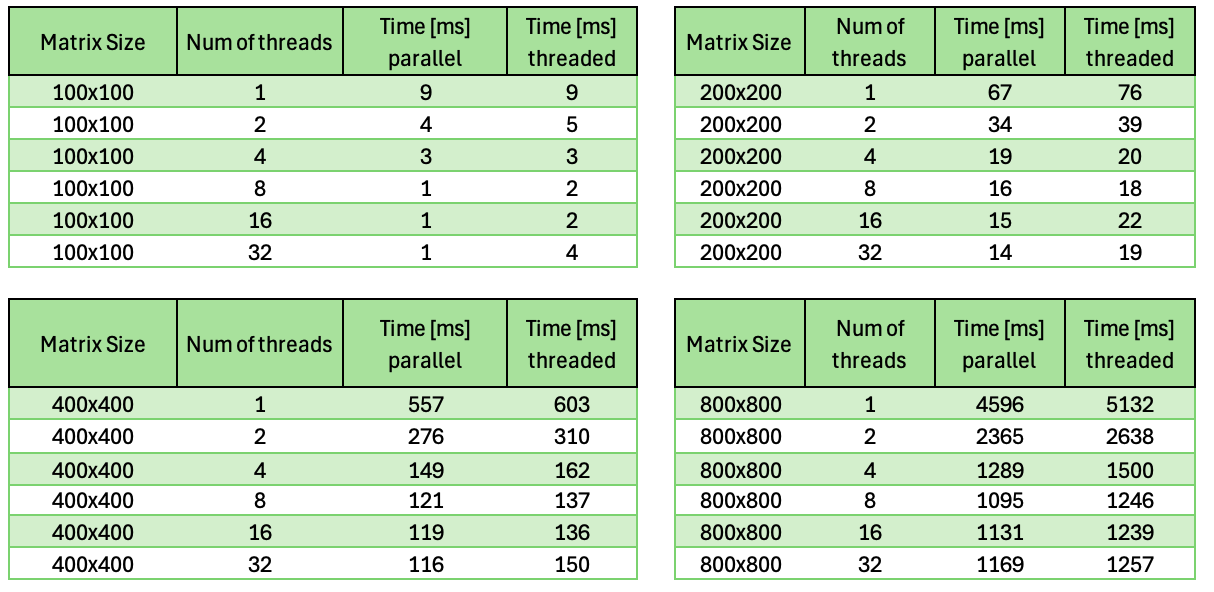 Matrix Size Num of threads Time [ms] parallel Time [ms] threaded
100x100 1 9 9
100x100 2 4 5
100x100 4 3 3
100x100 8 1 2
100x100 16 1 2
100x100 32 1 4
Matrix Size Num of threads Time [ms] parallel Time [ms] threaded
200x200 1 67 76
200x200 2 34 39
200x200 4 19 20
200x200 8 16 18
200x200 16 15 22
200x200 32 14 19
Matrix Size Num of threads Time [ms] parallel Time [ms] threaded
400x400 1 557 603
400x400 2 276 310
400x400 4 149 162
400x400 8 121 137
400x400 16 119 136
400x400 32 116 150
Matrix Size Num of threads Time [ms] parallel Time [ms] threaded
800x800 1 4596 5132
800x800 2 2365 2638
800x800 4 1289 1500
800x800 8 1095 1246
800x800 16 1131 1239
800x800 32 1169 1257